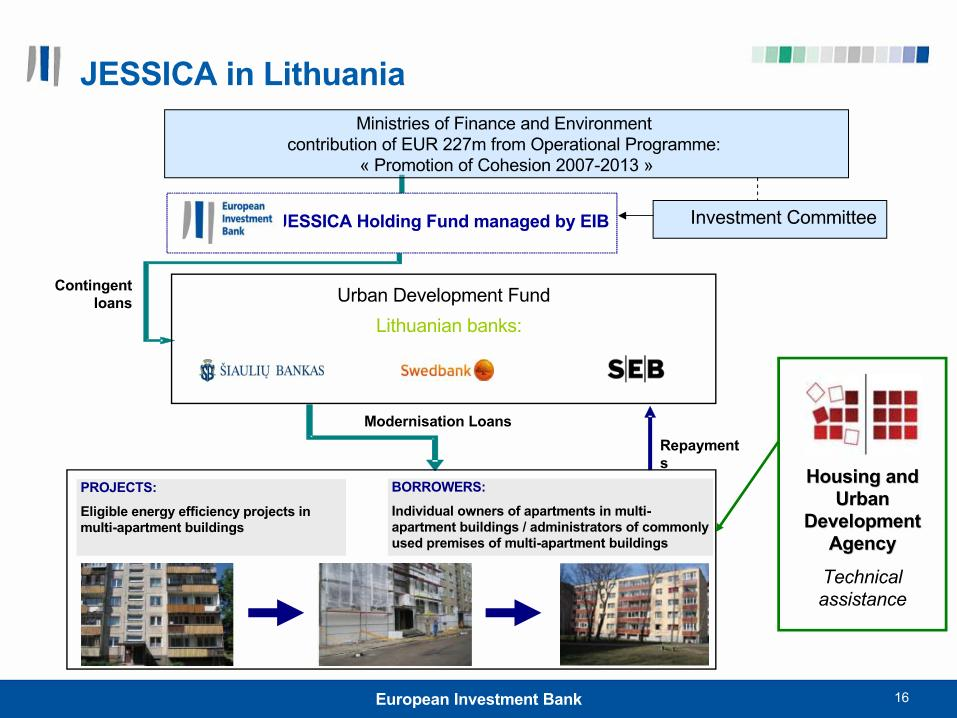 JESSICA in Lithuania
Ministries of Finance and Environment
contribution of EUR 227m from Operational Programme:
« Promotion of Cohesion 2007-2013 »
European
Investment
Bank
JESSICA Holding Fund managed by EIB
Investment Committee
Contingent
loans
Urban Development Fund
Lithuanian banks:
ŠIAULIŲ BANKAS
Swedbank
SEB
Modernisation Loans
Repayment
s
Housing and
Urban
Development
Agency
Technical
assistance
PROJECTS:
Eligible energy efficiency projects in
multi-apartment buildings
BORROWERS:
Individual owners of apartments in multi-
apartment buildings / administrators of commonly
used premises of multi-apartment buildings
European Investment Bank
16